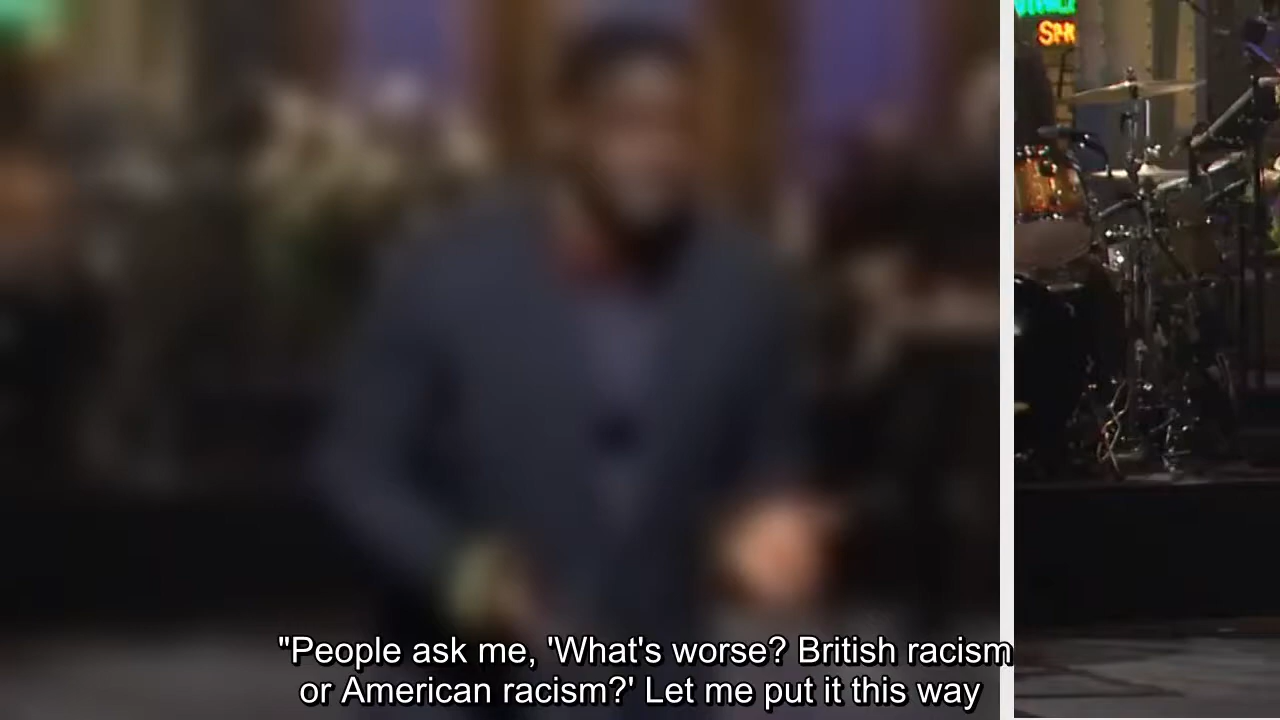 "People ask me, 'What's worse? British racism
or American racism?' Let me put it this way